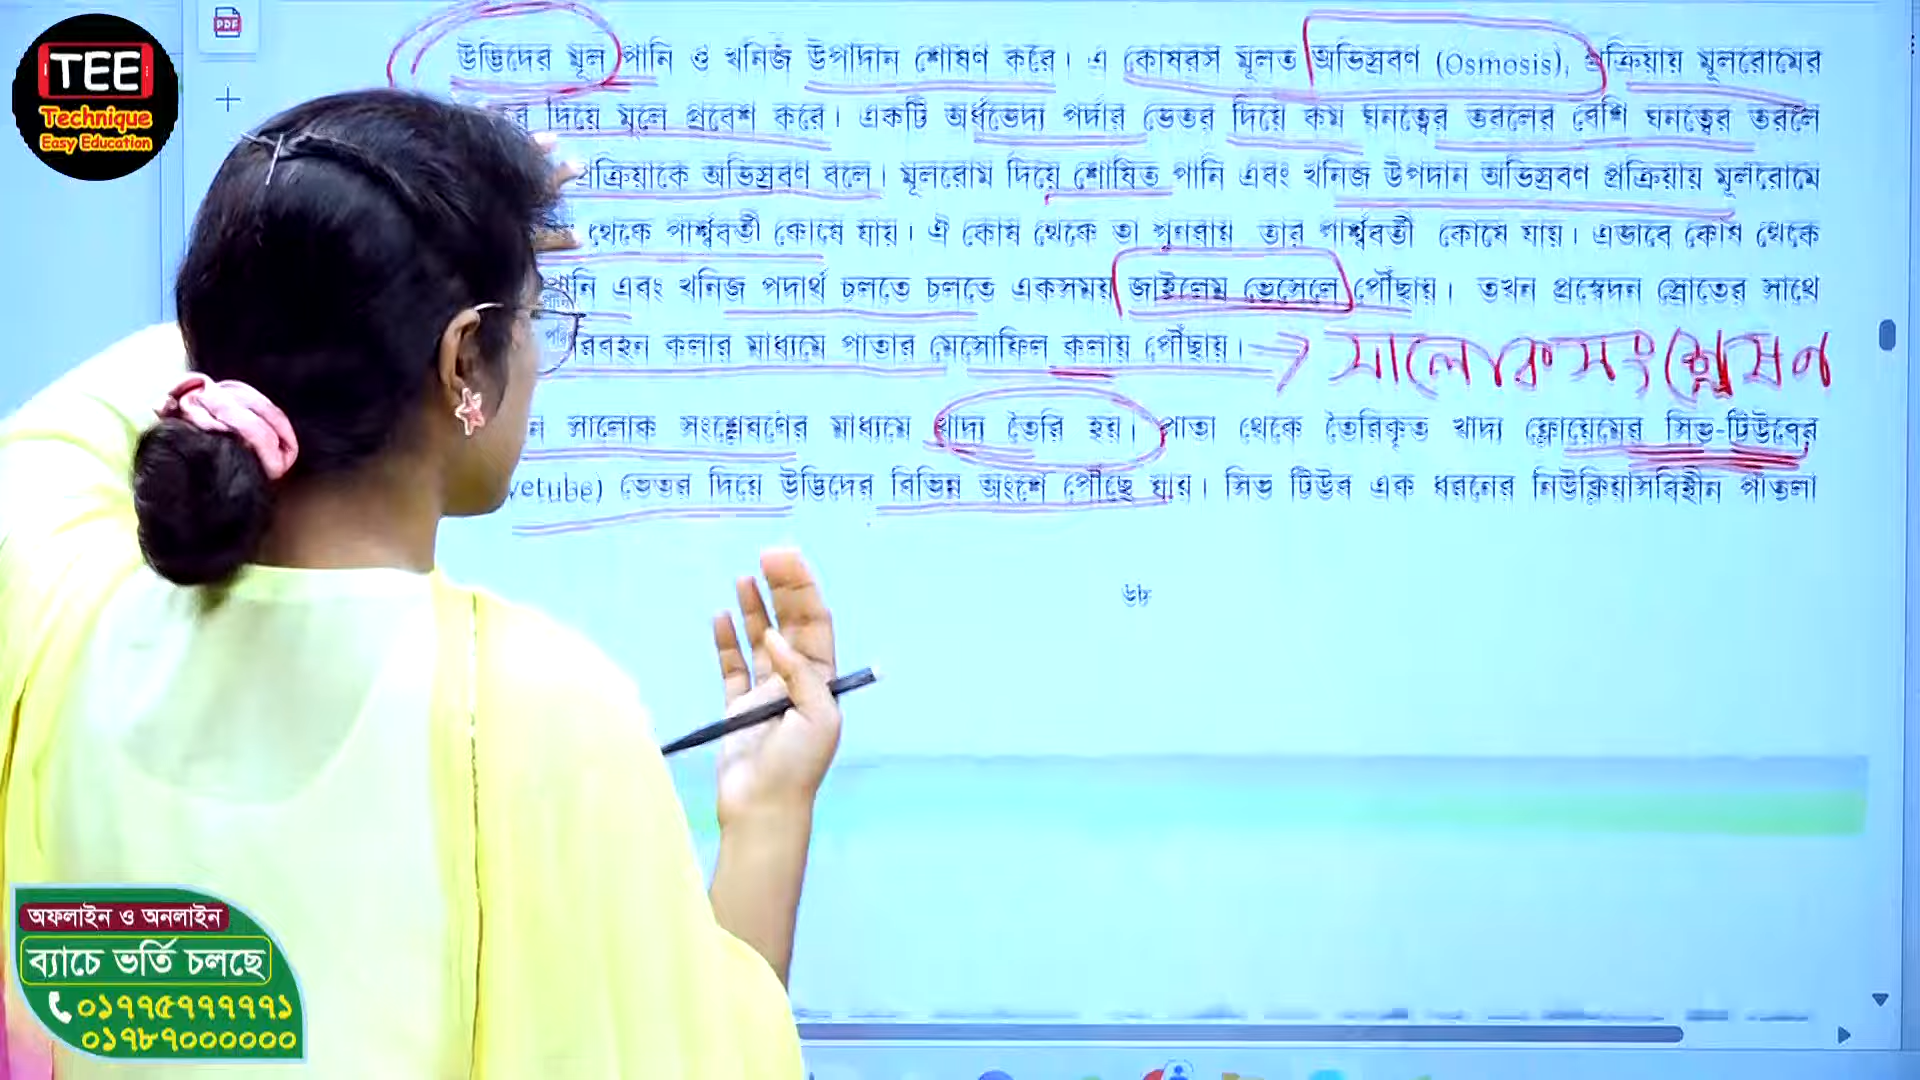 TEE
Technique
Easy Education
উদ্ভিদের মূল পানি ও খনিজ উপাদান শোষণ করে। এ কোষরস মূলত অভিস্রবণ (Osmosis), প্রক্রিয়ায় মূলরোমের
দিয়ে মূলে প্রবেশ করে। একটি অর্ধভেদ্য পর্দার ভেতর দিয়ে কম ঘনত্বের তরলের বেশি ঘনত্বের তরলে
প্রক্রিয়াকে অভিস্রবণ বলে। মূলরোম দিয়ে শোষিত পানি এবং খনিজ উপদান অভিস্রবণ প্রক্রিয়ায় মূলরোমে
থেকে পার্শ্ববর্তী কোষে যায়। ঐ কোষ থেকে তা পুনরায় তার পার্শ্ববর্তী কোষে যায়। এভাবে কোষ থেকে
পানি এবং খনিজ পদার্থ চলতে চলতে একসময় জাইলেম ভেসেলে পৌঁছায়। তখন প্রস্বেদন স্রোতের সাথে
রিবহন কলার মাধ্যমে পাতার মেসোফিল কলায় পৌঁছায়। → সালোকসংশ্লেষণ
ন সালোক সংশ্লেষণের মাধ্যমে খাদ্য তৈরি হয়। পাতা থেকে তৈরিকৃত খাদ্য ফ্লোয়েমের সিভ-টিউবের
vetube) ভেতর দিয়ে উদ্ভিদের বিভিন্ন অংশে পৌঁছে যায়। সিভ টিউব এক ধরনের নিউক্লিয়াসবিহীন পাতলা
৬৮
অফলাইন ও অনলাইন
ব্যাচে ভর্তি চলছে
০১৭৭৫৭৭৭৭৭১
০১৭৮৭০০০০০০